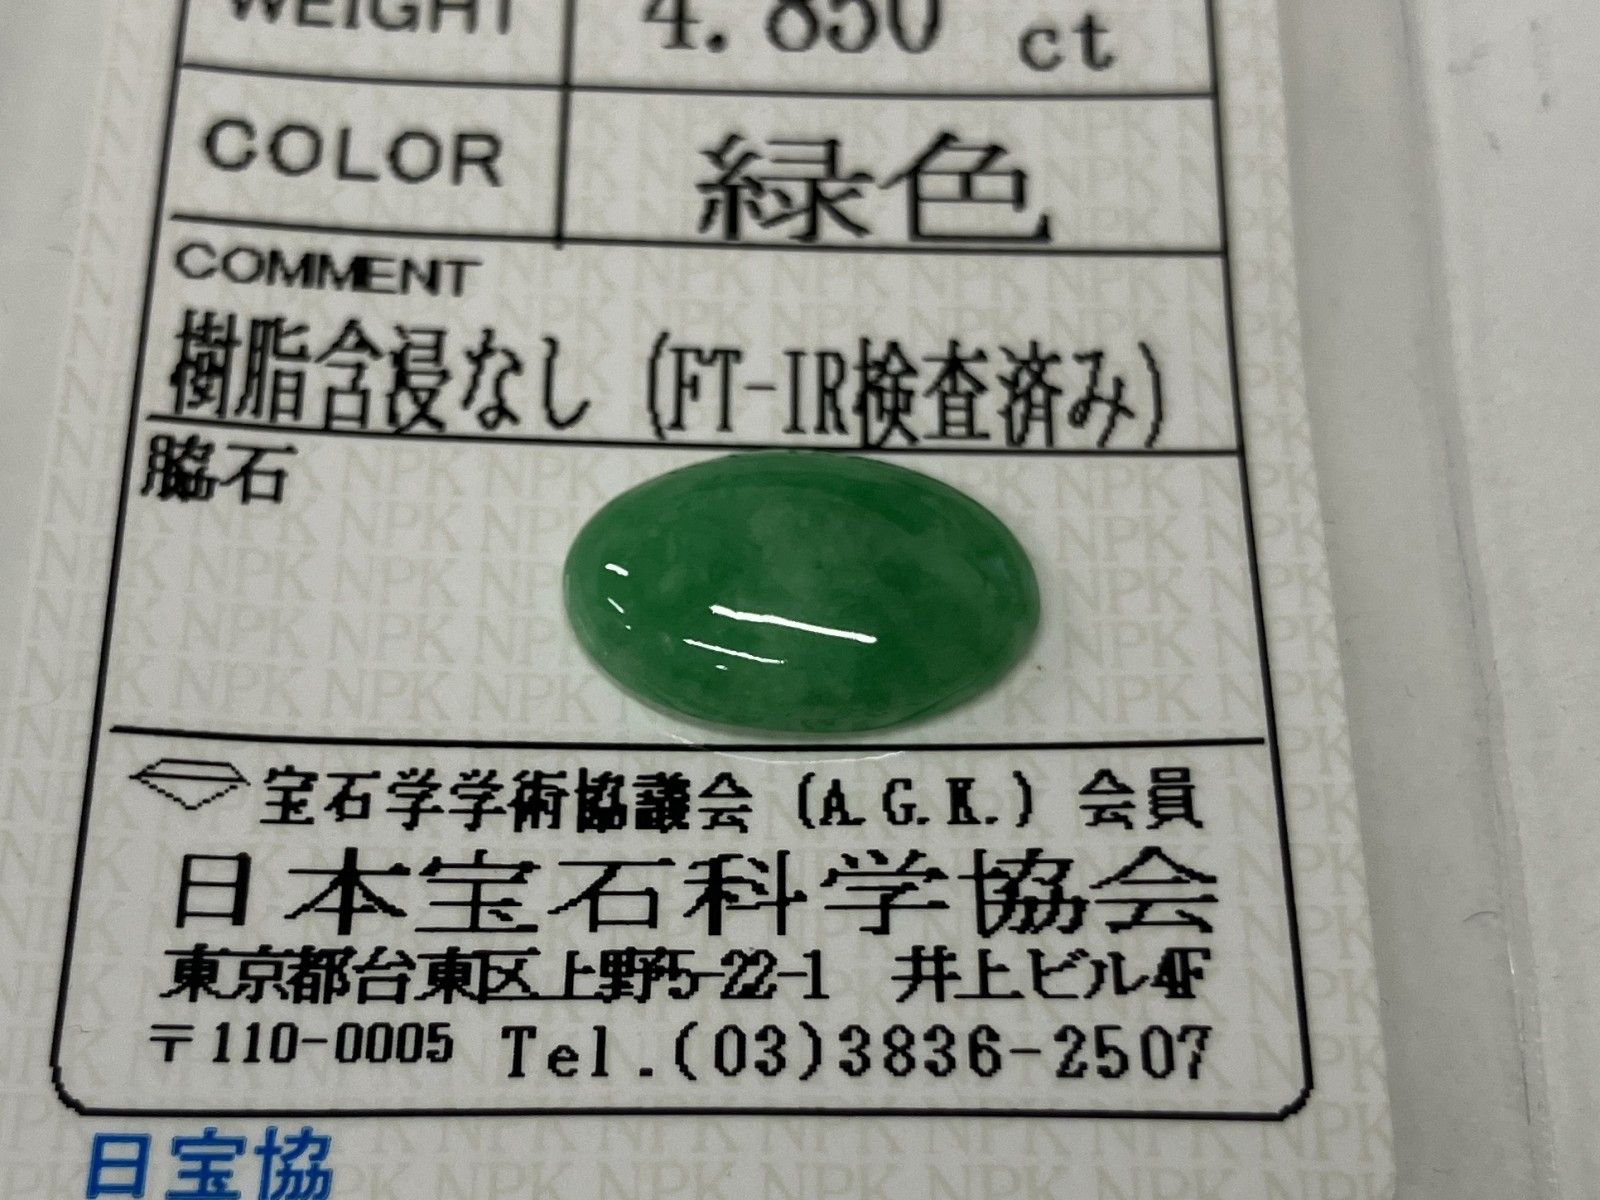 WEIGHT 4.850 ct
COLOR 緑色
COMMENT
樹脂含浸なし (FT-IR検査済み)
脇石
宝石学学術協議会 (A.G.K.) 会員
日本宝石科学協会
東京都台東区上野5-22-1 井上ビル4F
〒110-0005 Tel.(03)3836-2507
日宝協